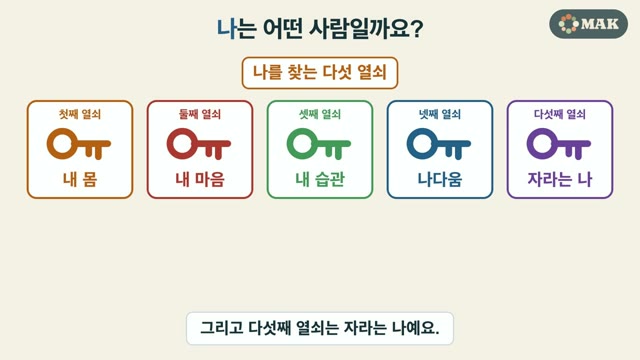 나는 어떤 사람일까요?
MAK
나를 찾는 다섯 열쇠
첫째 열쇠
내 몸
둘째 열쇠
내 마음
셋째 열쇠
내 습관
넷째 열쇠
나다움
다섯째 열쇠
자라는 나
그리고 다섯째 열쇠는 자라는 나예요.